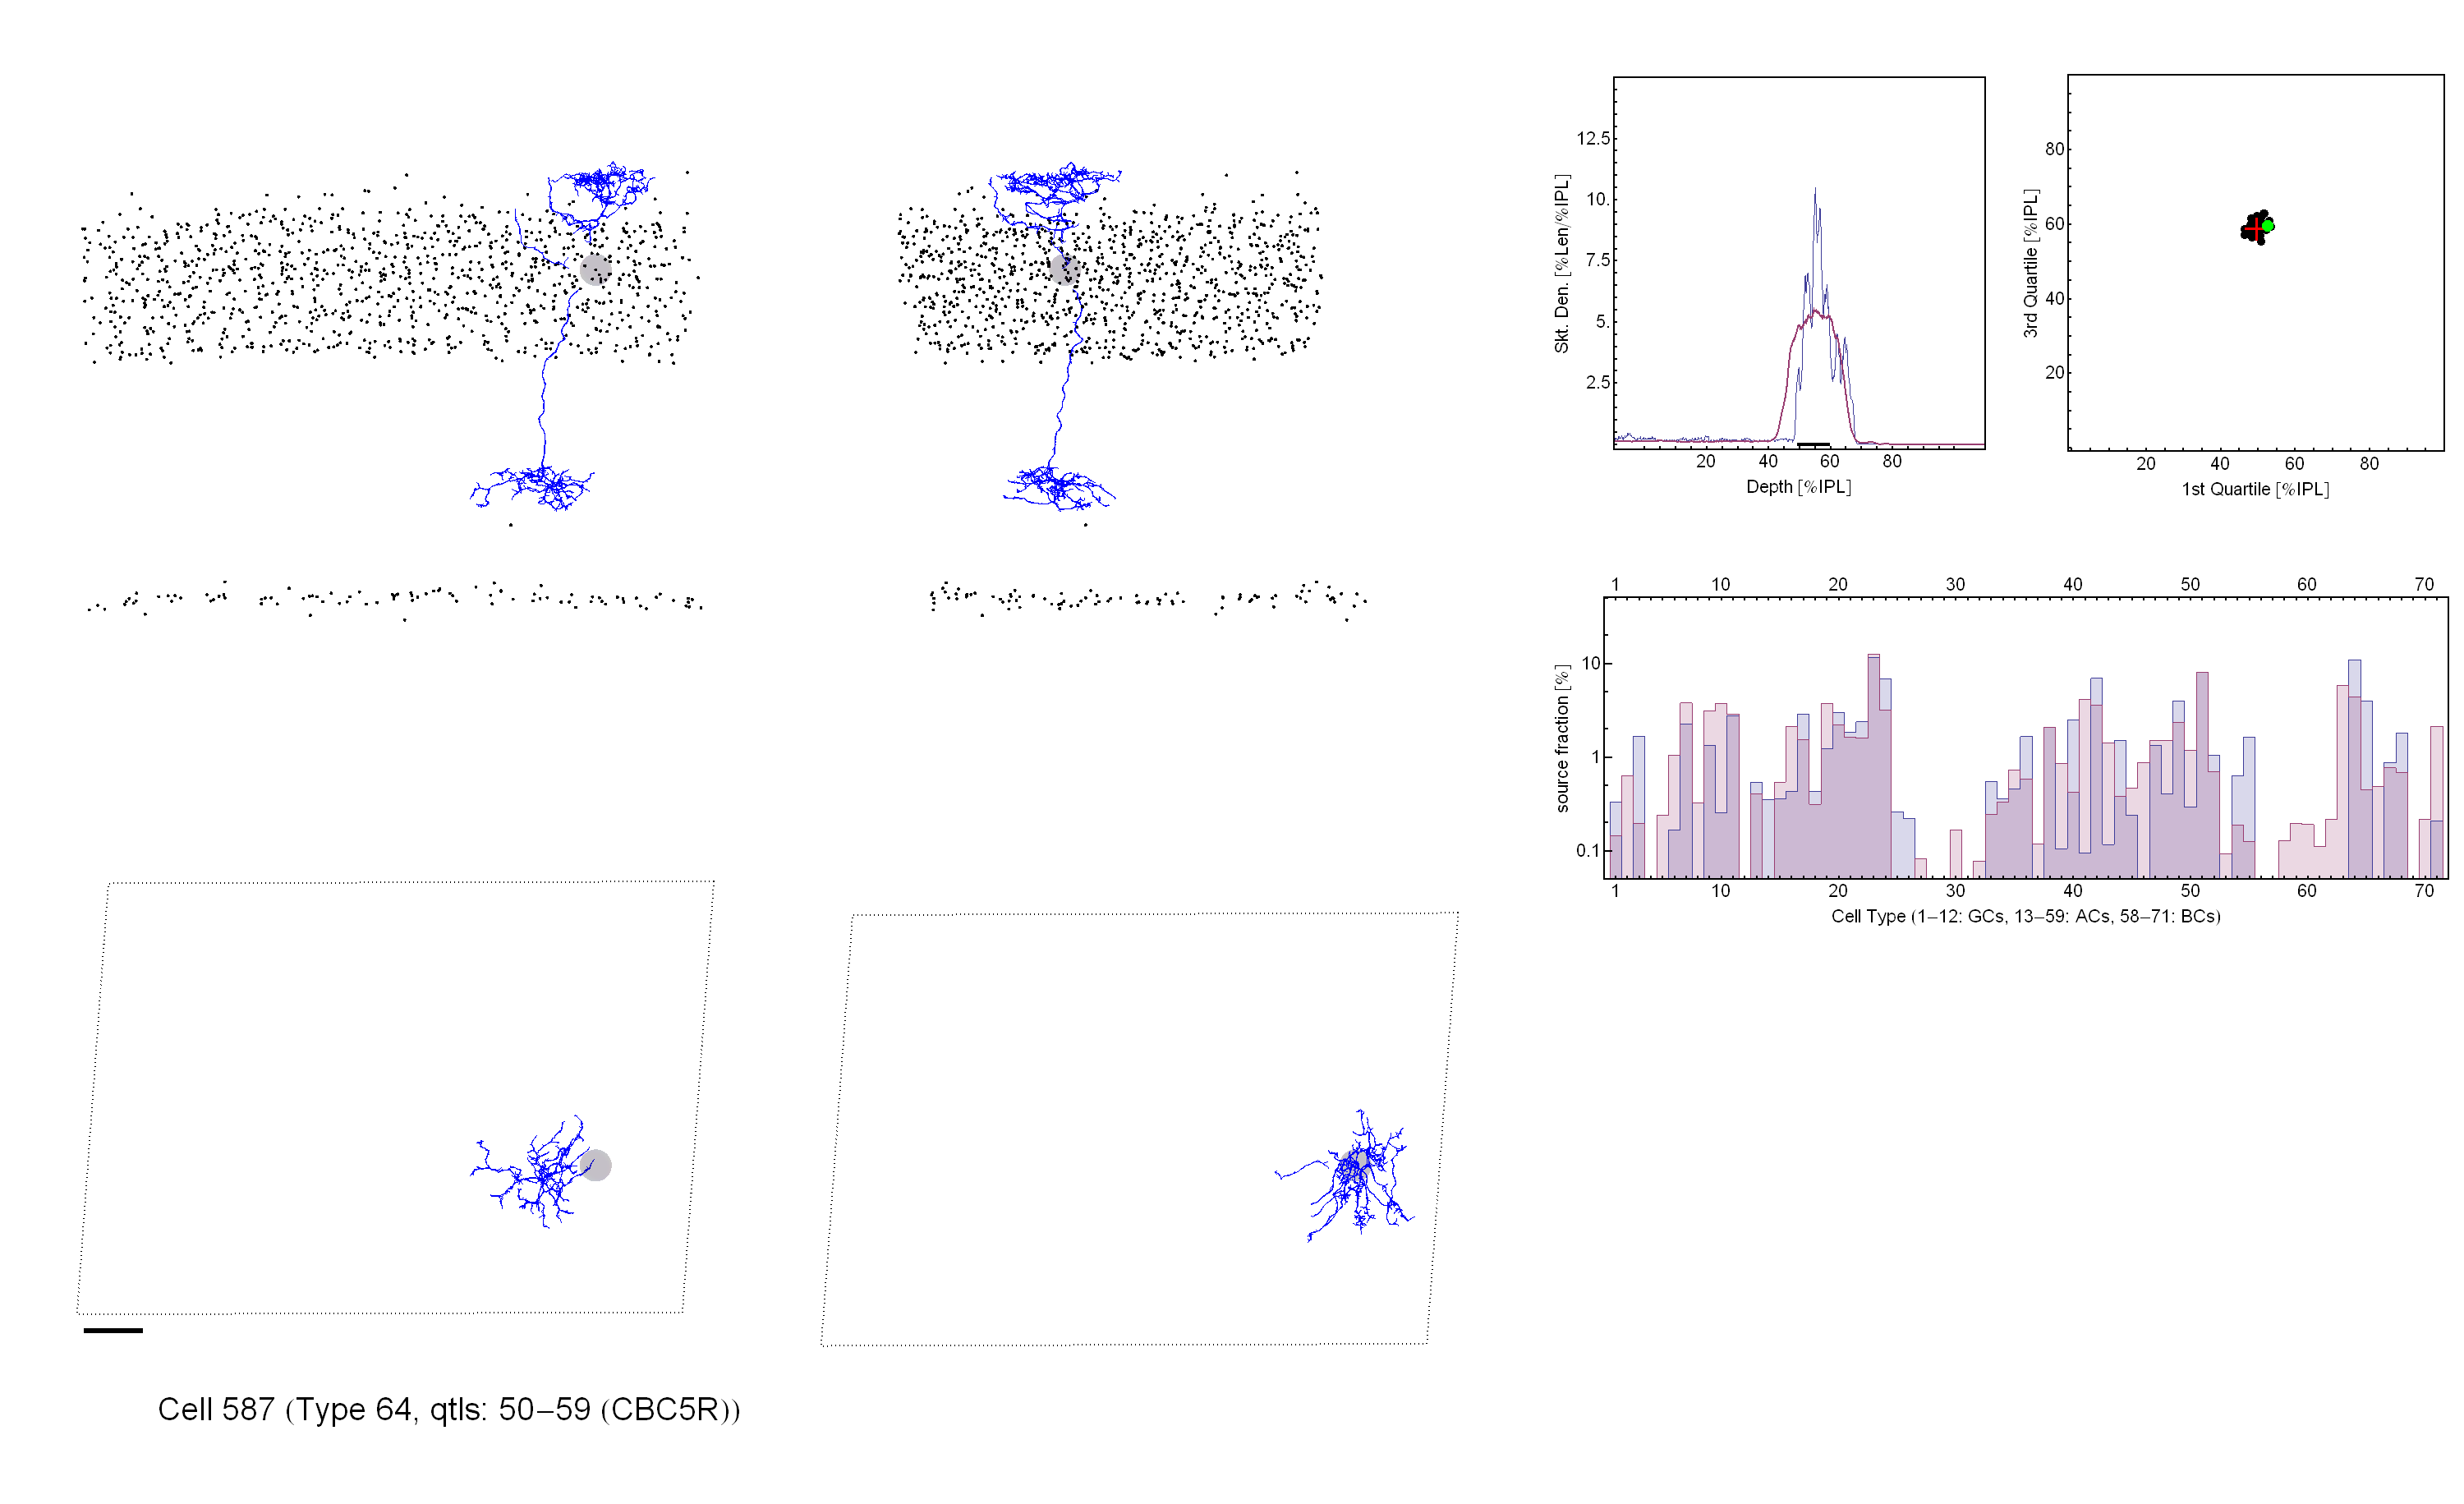 12.5
10.
7.5
5.
2.5
Skt. Den. [%Len/%IPL]
20 40 60 80
Depth [%IPL]
80
60
40
20
3rd Quartile [%IPL]
20 40 60 80
1st Quartile [%IPL]
1 10 20 30 40 50 60 70
10
1
0.1
source fraction [%]
1 10 20 30 40 50 60 70
Cell Type (1–12: GCs, 13–59: ACs, 58–71: BCs)
Cell 587 (Type 64, qtls: 50–59 (CBC5R))